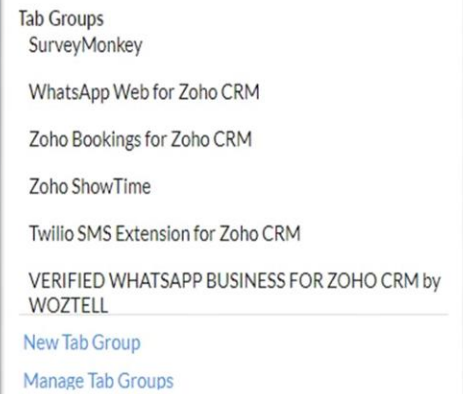 Tab Groups
SurveyMonkey
WhatsApp Web for Zoho CRM
Zoho Bookings for Zoho CRM
Zoho ShowTime
Twilio SMS Extension for Zoho CRM
VERIFIED WHATSAPP BUSINESS FOR ZOHO CRM by
WOZTELL
New Tab Group
Manage Tab Groups